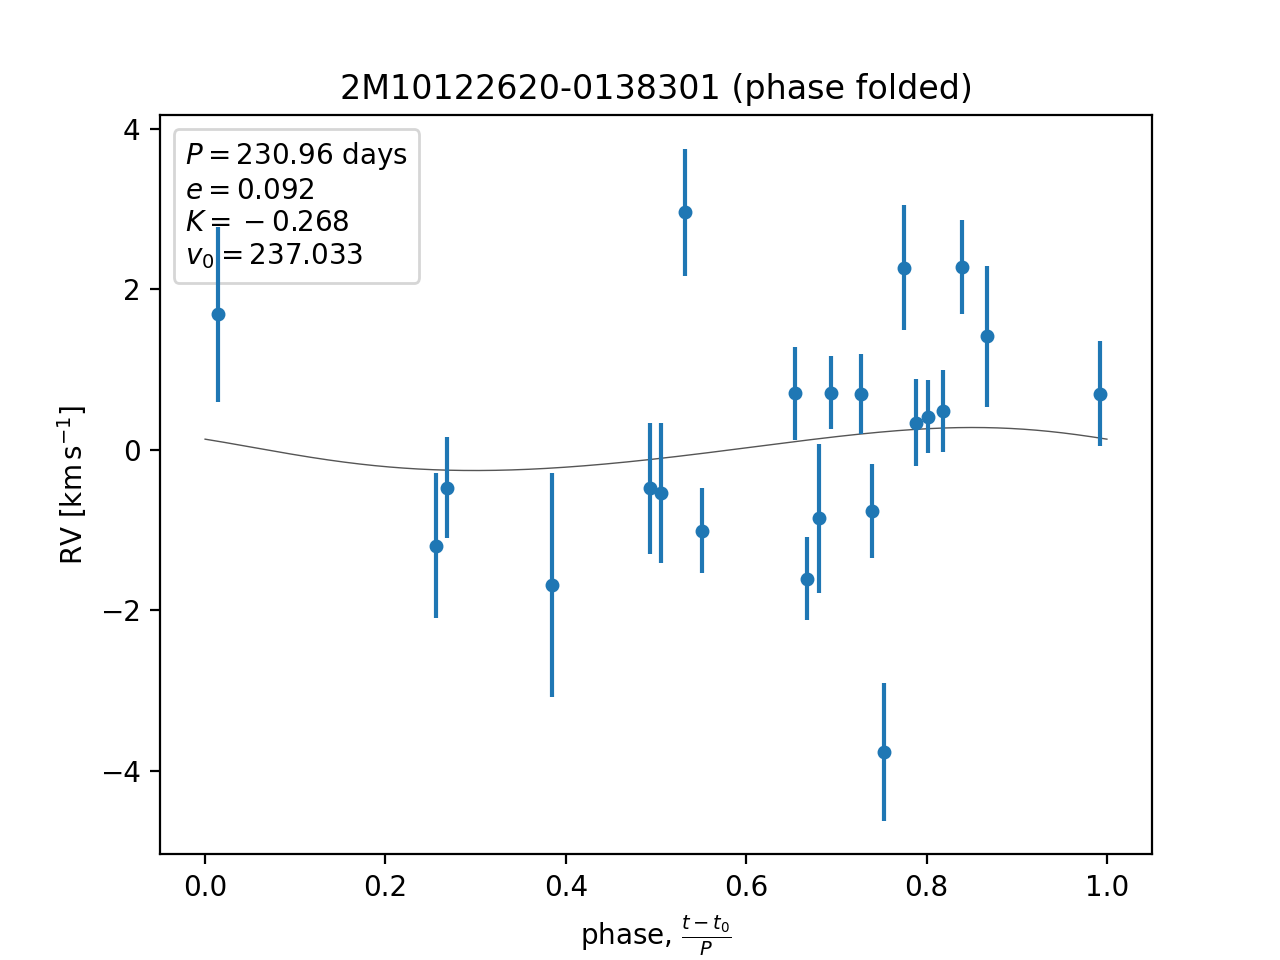 2M10122620-0138301 (phase folded)
P = 230.96 days
e = 0.092
K = −0.268
v₀ = 237.033
4
2
0
−2
−4
RV [km s⁻¹]
0.0 0.2 0.4 0.6 0.8 1.0
phase, (t − t₀)/P